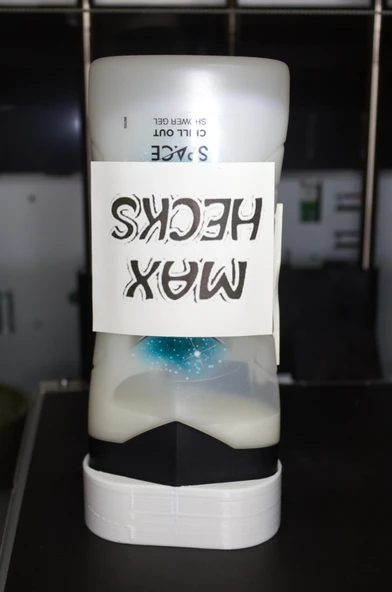 MAX
HECKS
SPACE
CHILL OUT
SHOWER GEL